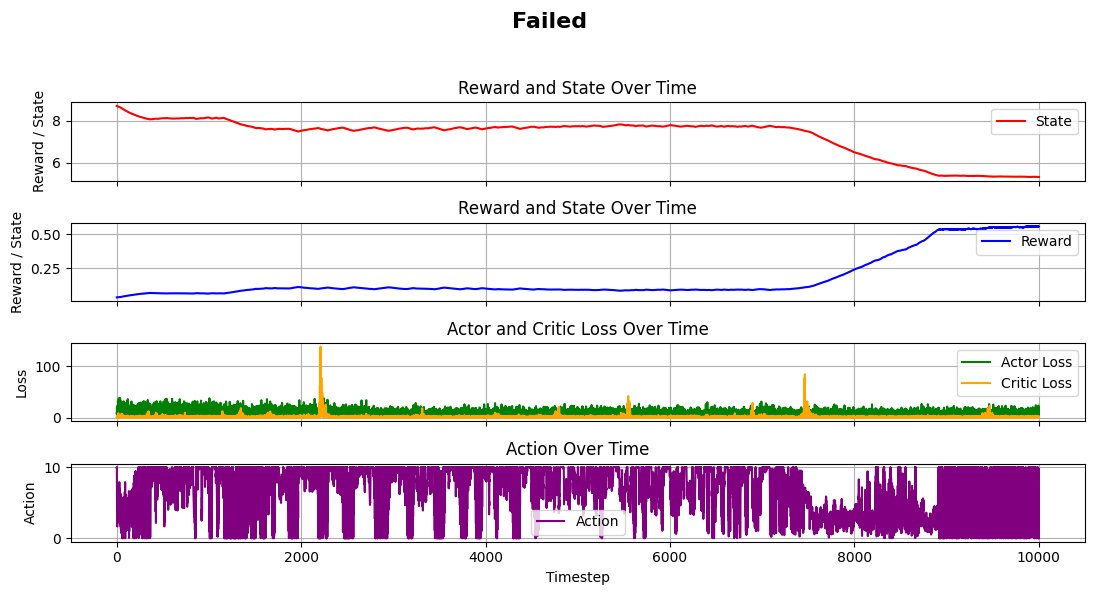 Failed
Reward and State Over Time
Reward / State
8
6
State
Reward and State Over Time
Reward / State
0.50
0.25
Reward
Actor and Critic Loss Over Time
Loss
100
0
Actor Loss
Critic Loss
Action Over Time
Action
10
0
Action
0 2000 4000 6000 8000 10000
Timestep